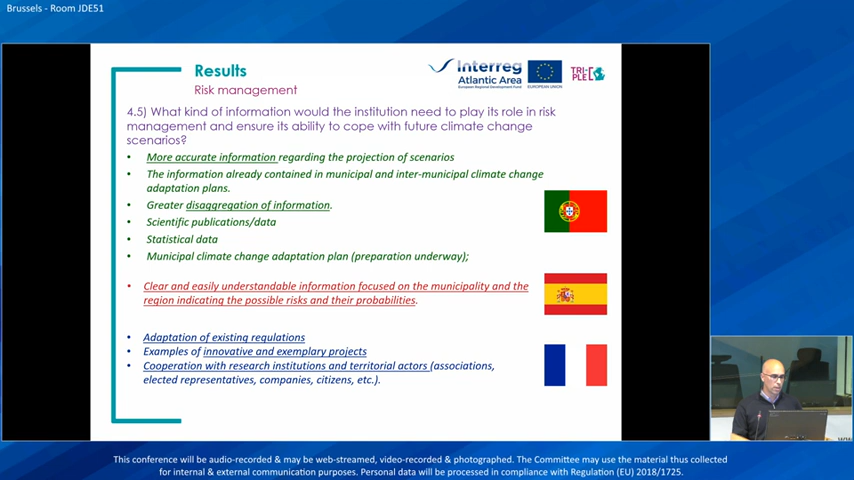 Brussels - Room JDE51
Results
Risk management
Interreg
Atlantic Area
European Regional Development Fund
EUROPEAN UNION
TRI-
PLE
4.5) What kind of information would the institution need to play its role in risk
management and ensure its ability to cope with future climate change
scenarios?
• More accurate information regarding the projection of scenarios
• The information already contained in municipal and inter-municipal climate change
adaptation plans.
• Greater disaggregation of information.
• Scientific publications/data
• Statistical data
• Municipal climate change adaptation plan (preparation underway);
• Clear and easily understandable information focused on the municipality and the
region indicating the possible risks and their probabilities.
• Adaptation of existing regulations
• Examples of innovative and exemplary projects
• Cooperation with research institutions and territorial actors (associations,
elected representatives, companies, citizens, etc.).
This conference will be audio-recorded & may be web-streamed, video-recorded & photographed. The Committee may use the material thus collected
for internal & external communication purposes. Personal data will be processed in compliance with Regulation (EU) 2018/1725.